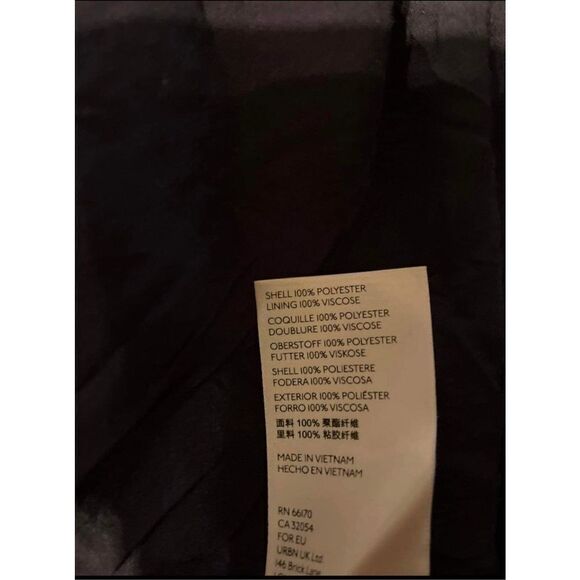 SHELL 100% POLYESTER
LINING 100% VISCOSE
COQUILLE 100% POLYESTER
DOUBLURE 100% VISCOSE
OBERSTOFF 100% POLYESTER
FUTTER 100% VISKOSE
SHELL 100% POLIESTERE
FODERA 100% VISCOSA
EXTERIOR 100% POLIÉSTER
FORRO 100% VISCOSA
面料 100% 聚酯纤维
里料 100% 粘胶纤维
MADE IN VIETNAM
HECHO EN VIETNAM
RN 66170
CA 32054
FOR EU
URBN UK Ltd.
146 Brick Lane